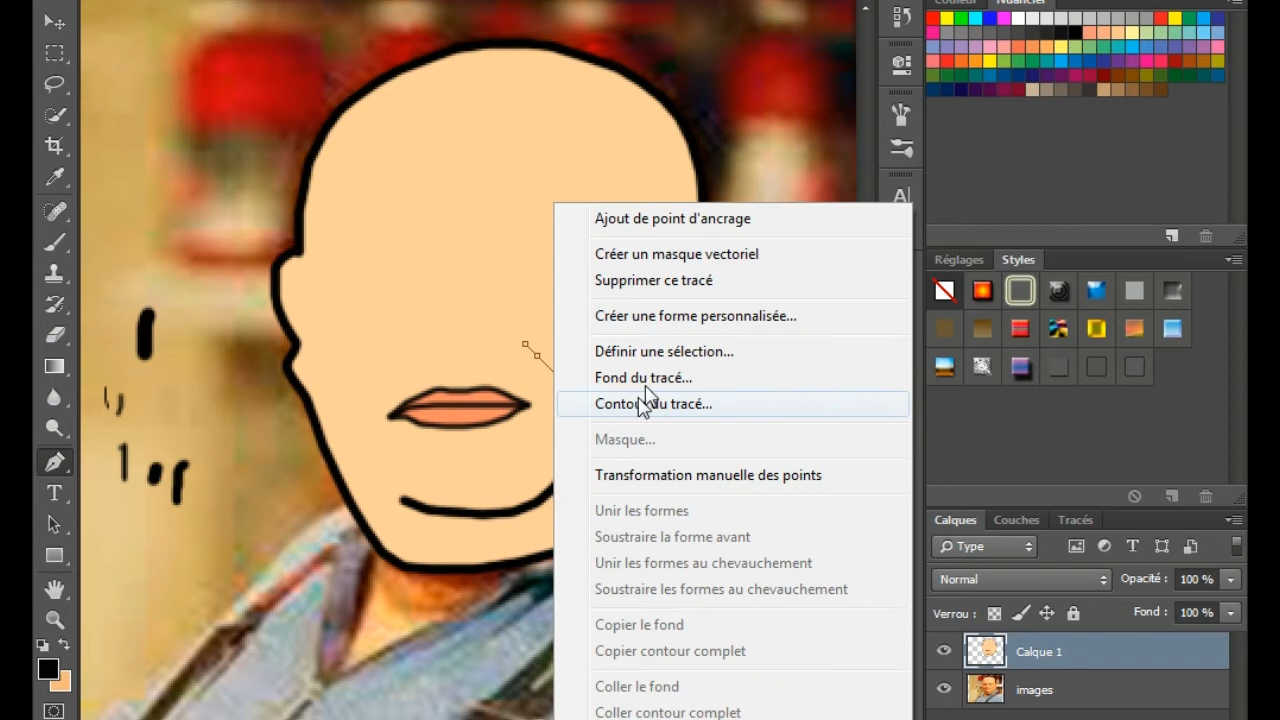 Couleur Nuancier
A
Ajout de point d'ancrage
Créer un masque vectoriel
Supprimer ce tracé
Créer une forme personnalisée...
Réglages Styles
Définir une sélection...
Fond du tracé...
Contour du tracé...
Masque...
Transformation manuelle des points
T
Unir les formes
Soustraire la forme avant
Unir les formes au chevauchement
Soustraire les formes au chevauchement
Copier le fond
Copier contour complet
Coller le fond
Coller contour complet
Calques Couches Tracés
Type T
Normal Opacité : 100 %
Verrou : Fond : 100 %
Calque 1
images